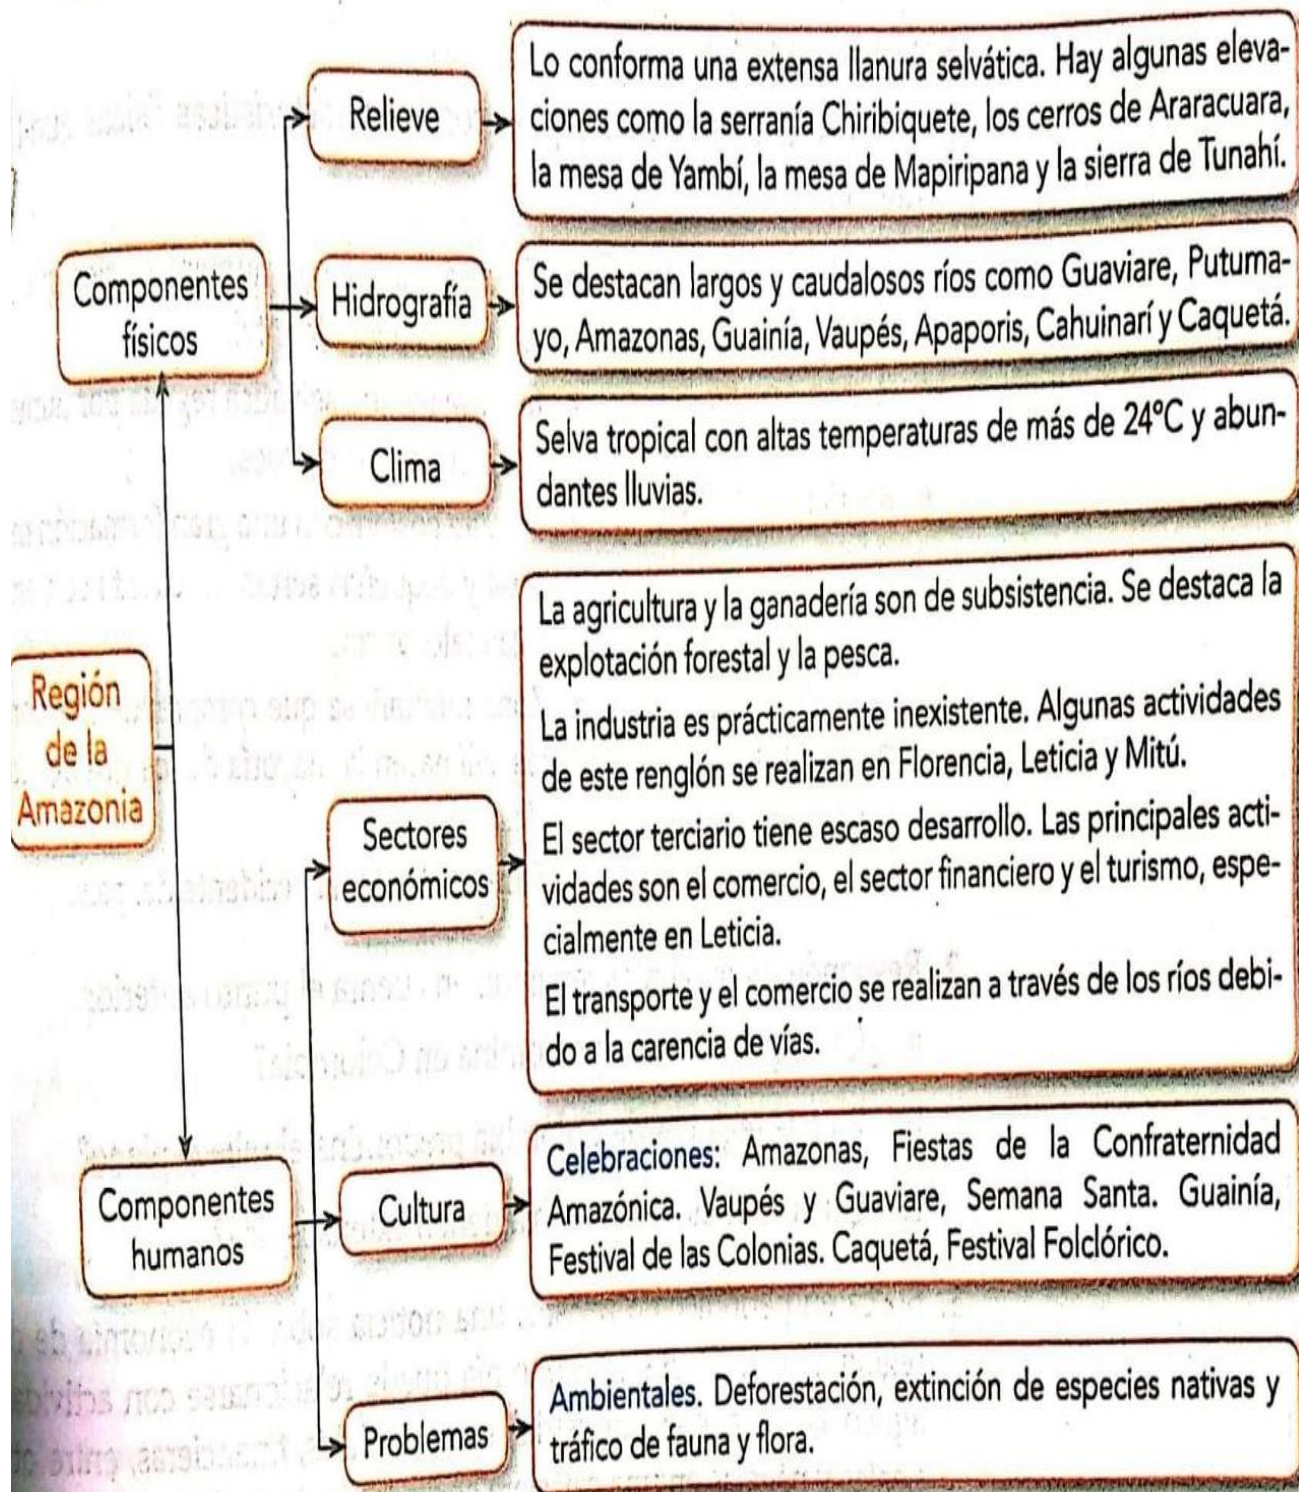 Región
de la
Amazonia
Componentes
físicos
Relieve
Lo conforma una extensa llanura selvática. Hay algunas eleva-
ciones como la serranía Chiribiquete, los cerros de Araracuara,
la mesa de Yambí, la mesa de Mapiripana y la sierra de Tunahí.
Hidrografía
Se destacan largos y caudalosos ríos como Guaviare, Putuma-
yo, Amazonas, Guainía, Vaupés, Apaporis, Cahuinarí y Caquetá.
Clima
Selva tropical con altas temperaturas de más de 24°C y abun-
dantes lluvias.
Componentes
humanos
Sectores
económicos
La agricultura y la ganadería son de subsistencia. Se destaca la
explotación forestal y la pesca.
La industria es prácticamente inexistente. Algunas actividades
de este renglón se realizan en Florencia, Leticia y Mitú.
El sector terciario tiene escaso desarrollo. Las principales acti-
vidades son el comercio, el sector financiero y el turismo, espe-
cialmente en Leticia.
El transporte y el comercio se realizan a través de los ríos debi-
do a la carencia de vías.
Cultura
Celebraciones: Amazonas, Fiestas de la Confraternidad
Amazónica. Vaupés y Guaviare, Semana Santa. Guainía,
Festival de las Colonias. Caquetá, Festival Folclórico.
Problemas
Ambientales. Deforestación, extinción de especies nativas y
tráfico de fauna y flora.